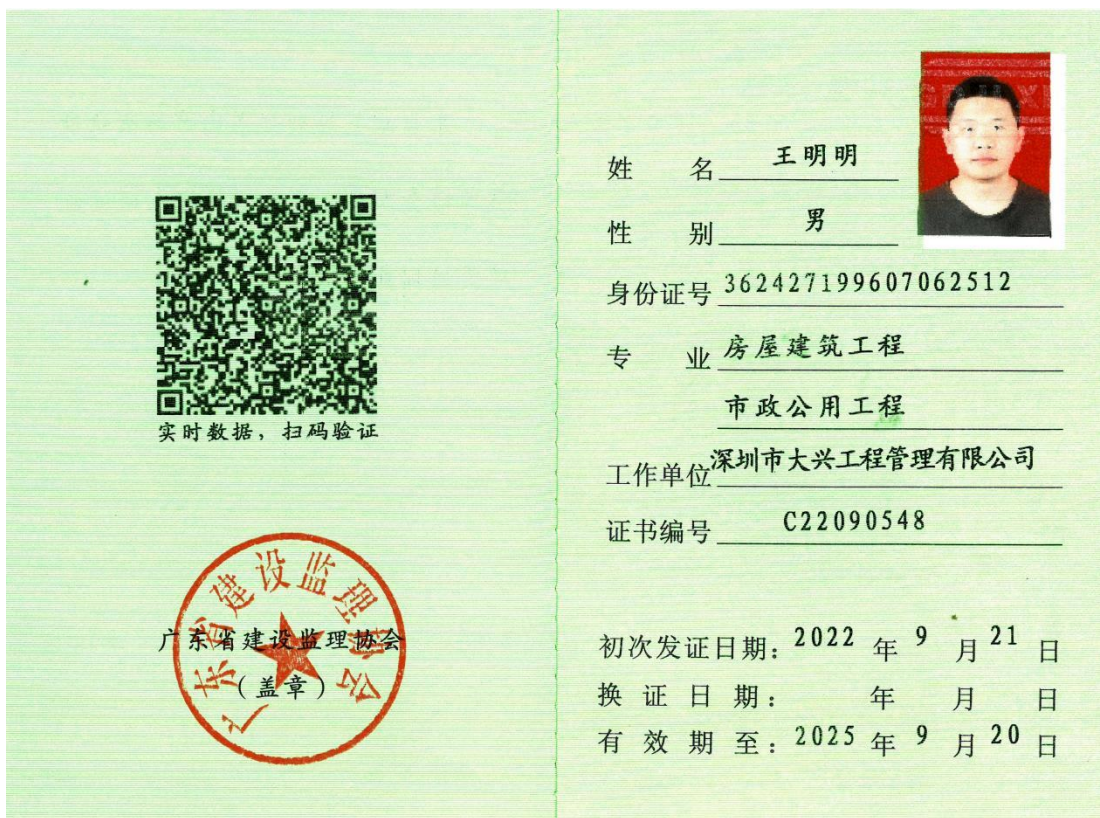 实时数据，扫码验证
广东省建设监理协会
广东省建设监理协会
（盖章）
姓 名 王明明
性 别 男
身份证号 362427199607062512
专 业 房屋建筑工程
市政公用工程
工作单位 深圳市大兴工程管理有限公司
证书编号 C22090548
初次发证日期：2022 年 9 月 21 日
换 证 日 期： 年 月 日
有 效 期 至：2025 年 9 月 20 日